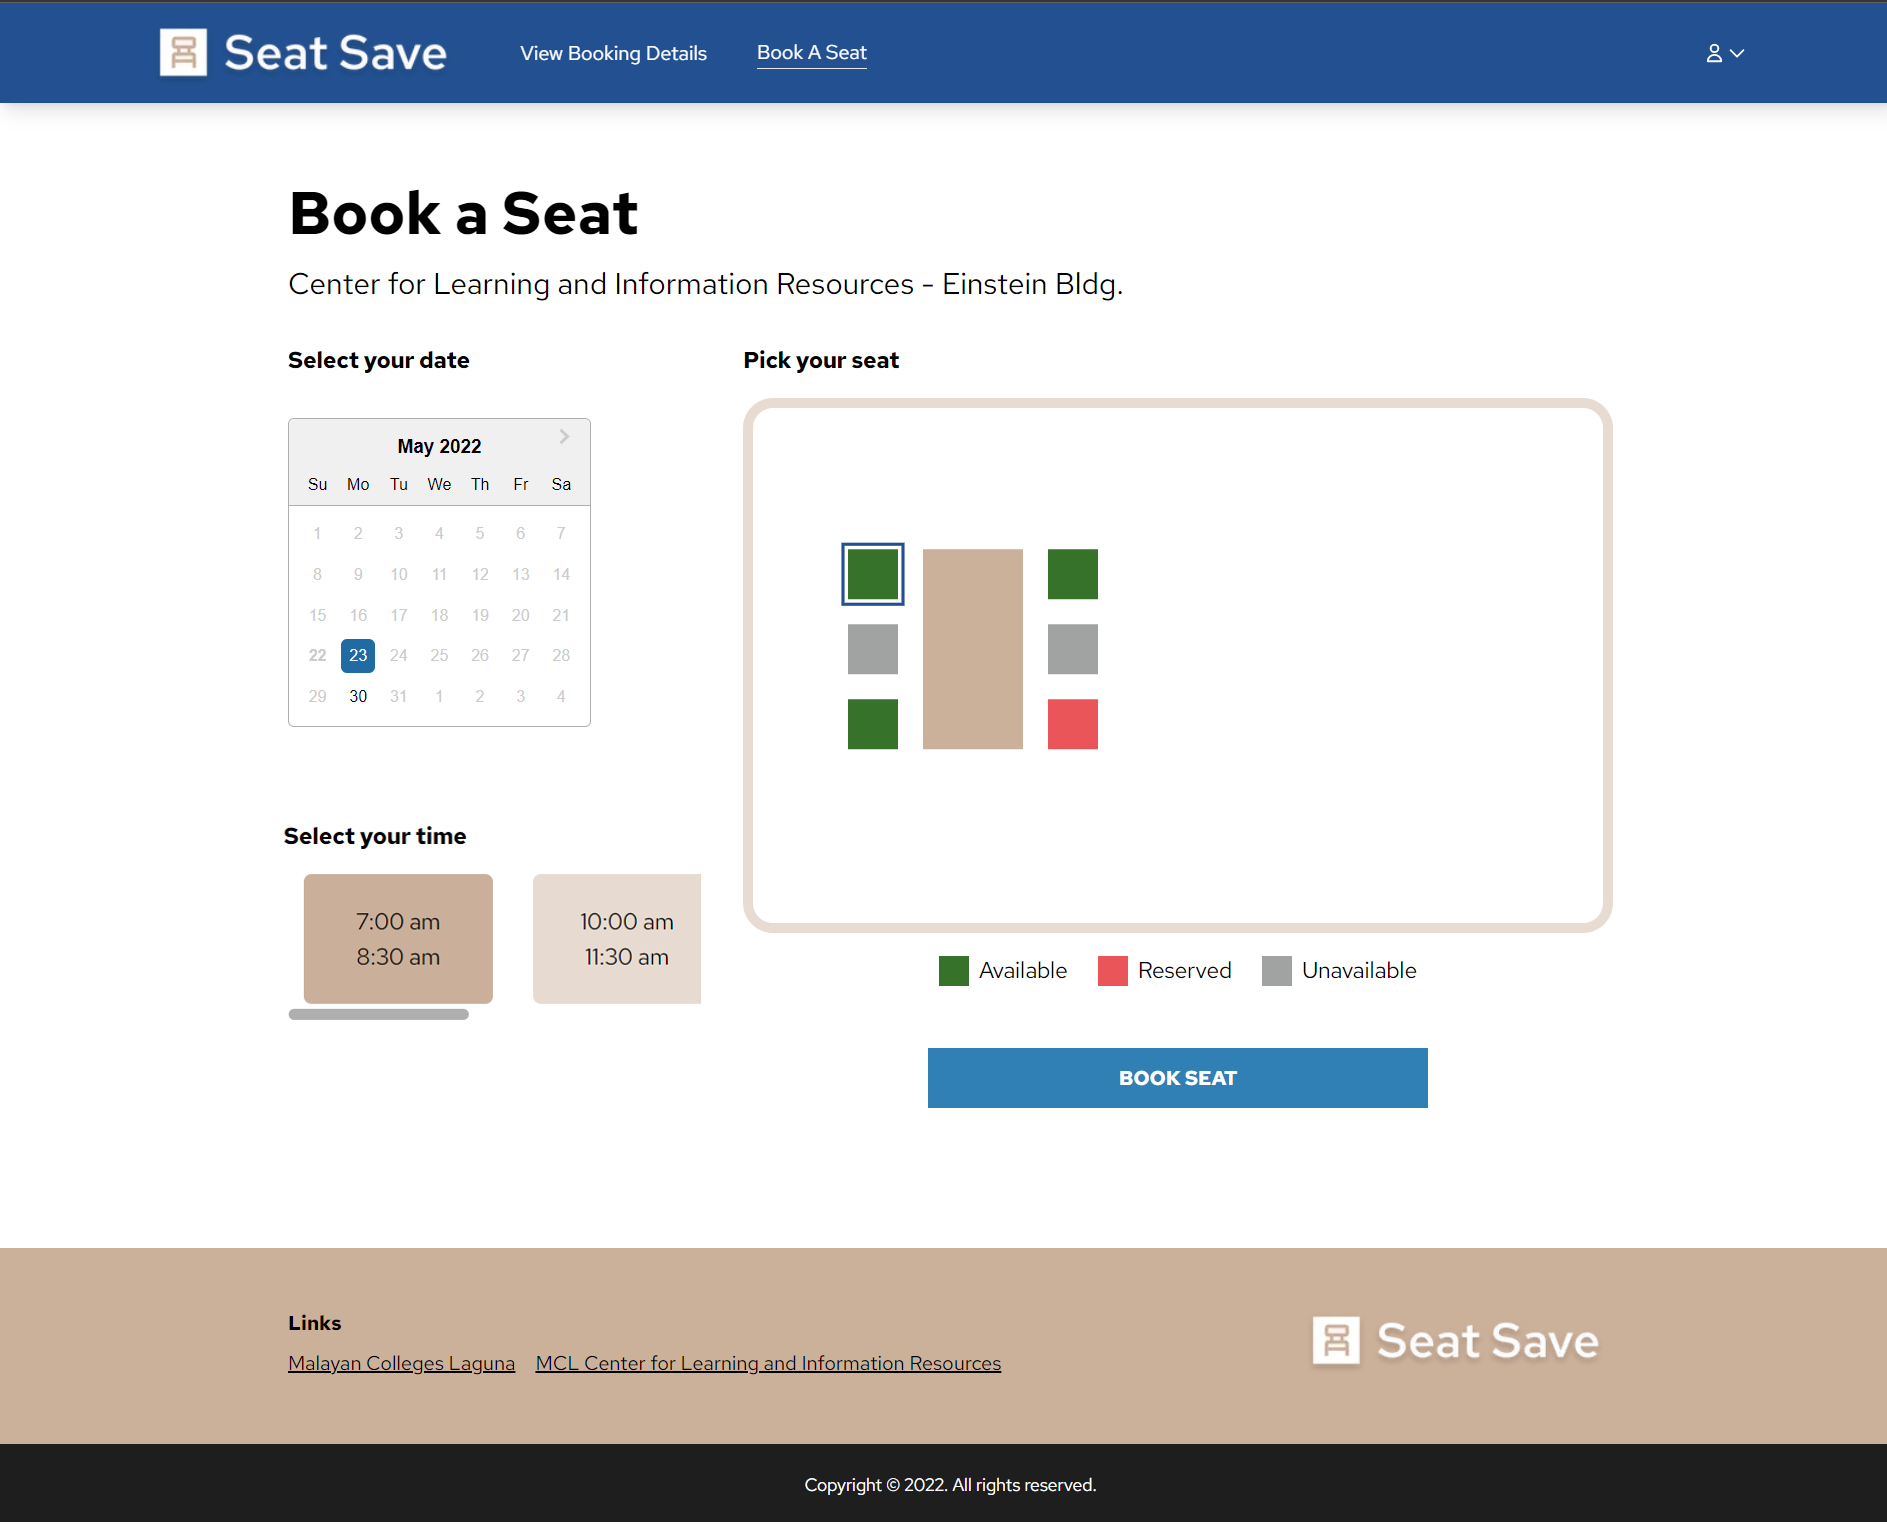 Seat Save
View Booking Details
Book A Seat
Book a Seat
Center for Learning and Information Resources - Einstein Bldg.
Select your date
May 2022
Su Mo Tu We Th Fr Sa
1 2 3 4 5 6 7
8 9 10 11 12 13 14
15 16 17 18 19 20 21
22 23 24 25 26 27 28
29 30 31 1 2 3 4
Select your time
7:00 am
8:30 am
10:00 am
11:30 am
Pick your seat
Available
Reserved
Unavailable
BOOK SEAT
Links
Malayan Colleges Laguna
MCL Center for Learning and Information Resources
Seat Save
Copyright © 2022. All rights reserved.